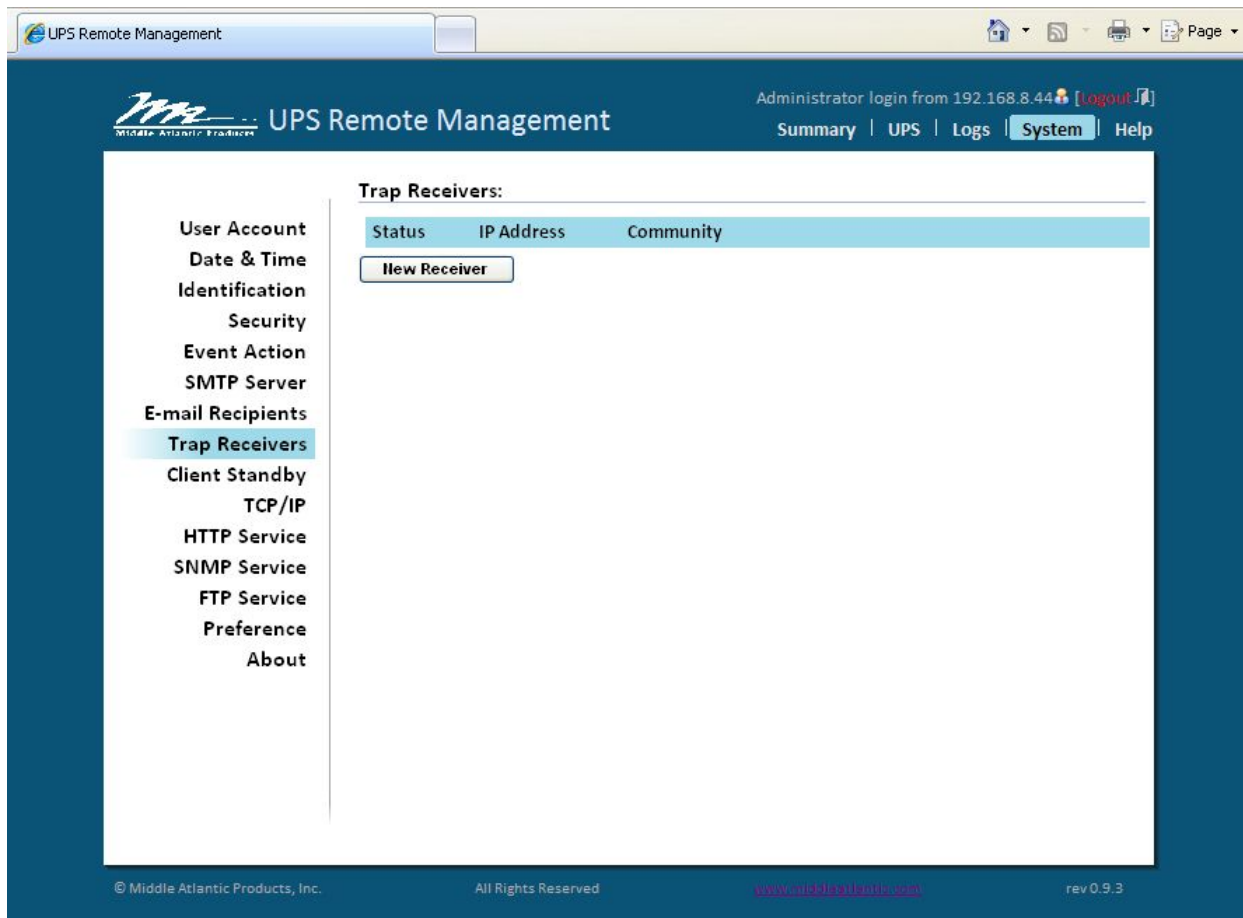 UPS Remote Management
Page
Middle Atlantic Products
UPS Remote Management
Administrator login from 192.168.8.44 [Logout]
Summary | UPS | Logs | System | Help
Trap Receivers:
User Account
Date & Time
Identification
Security
Event Action
SMTP Server
E-mail Recipients
Trap Receivers
Client Standby
TCP/IP
HTTP Service
SNMP Service
FTP Service
Preference
About
Status IP Address Community
New Receiver
© Middle Atlantic Products, Inc. All Rights Reserved www.middleatlantic.com rev 0.9.3